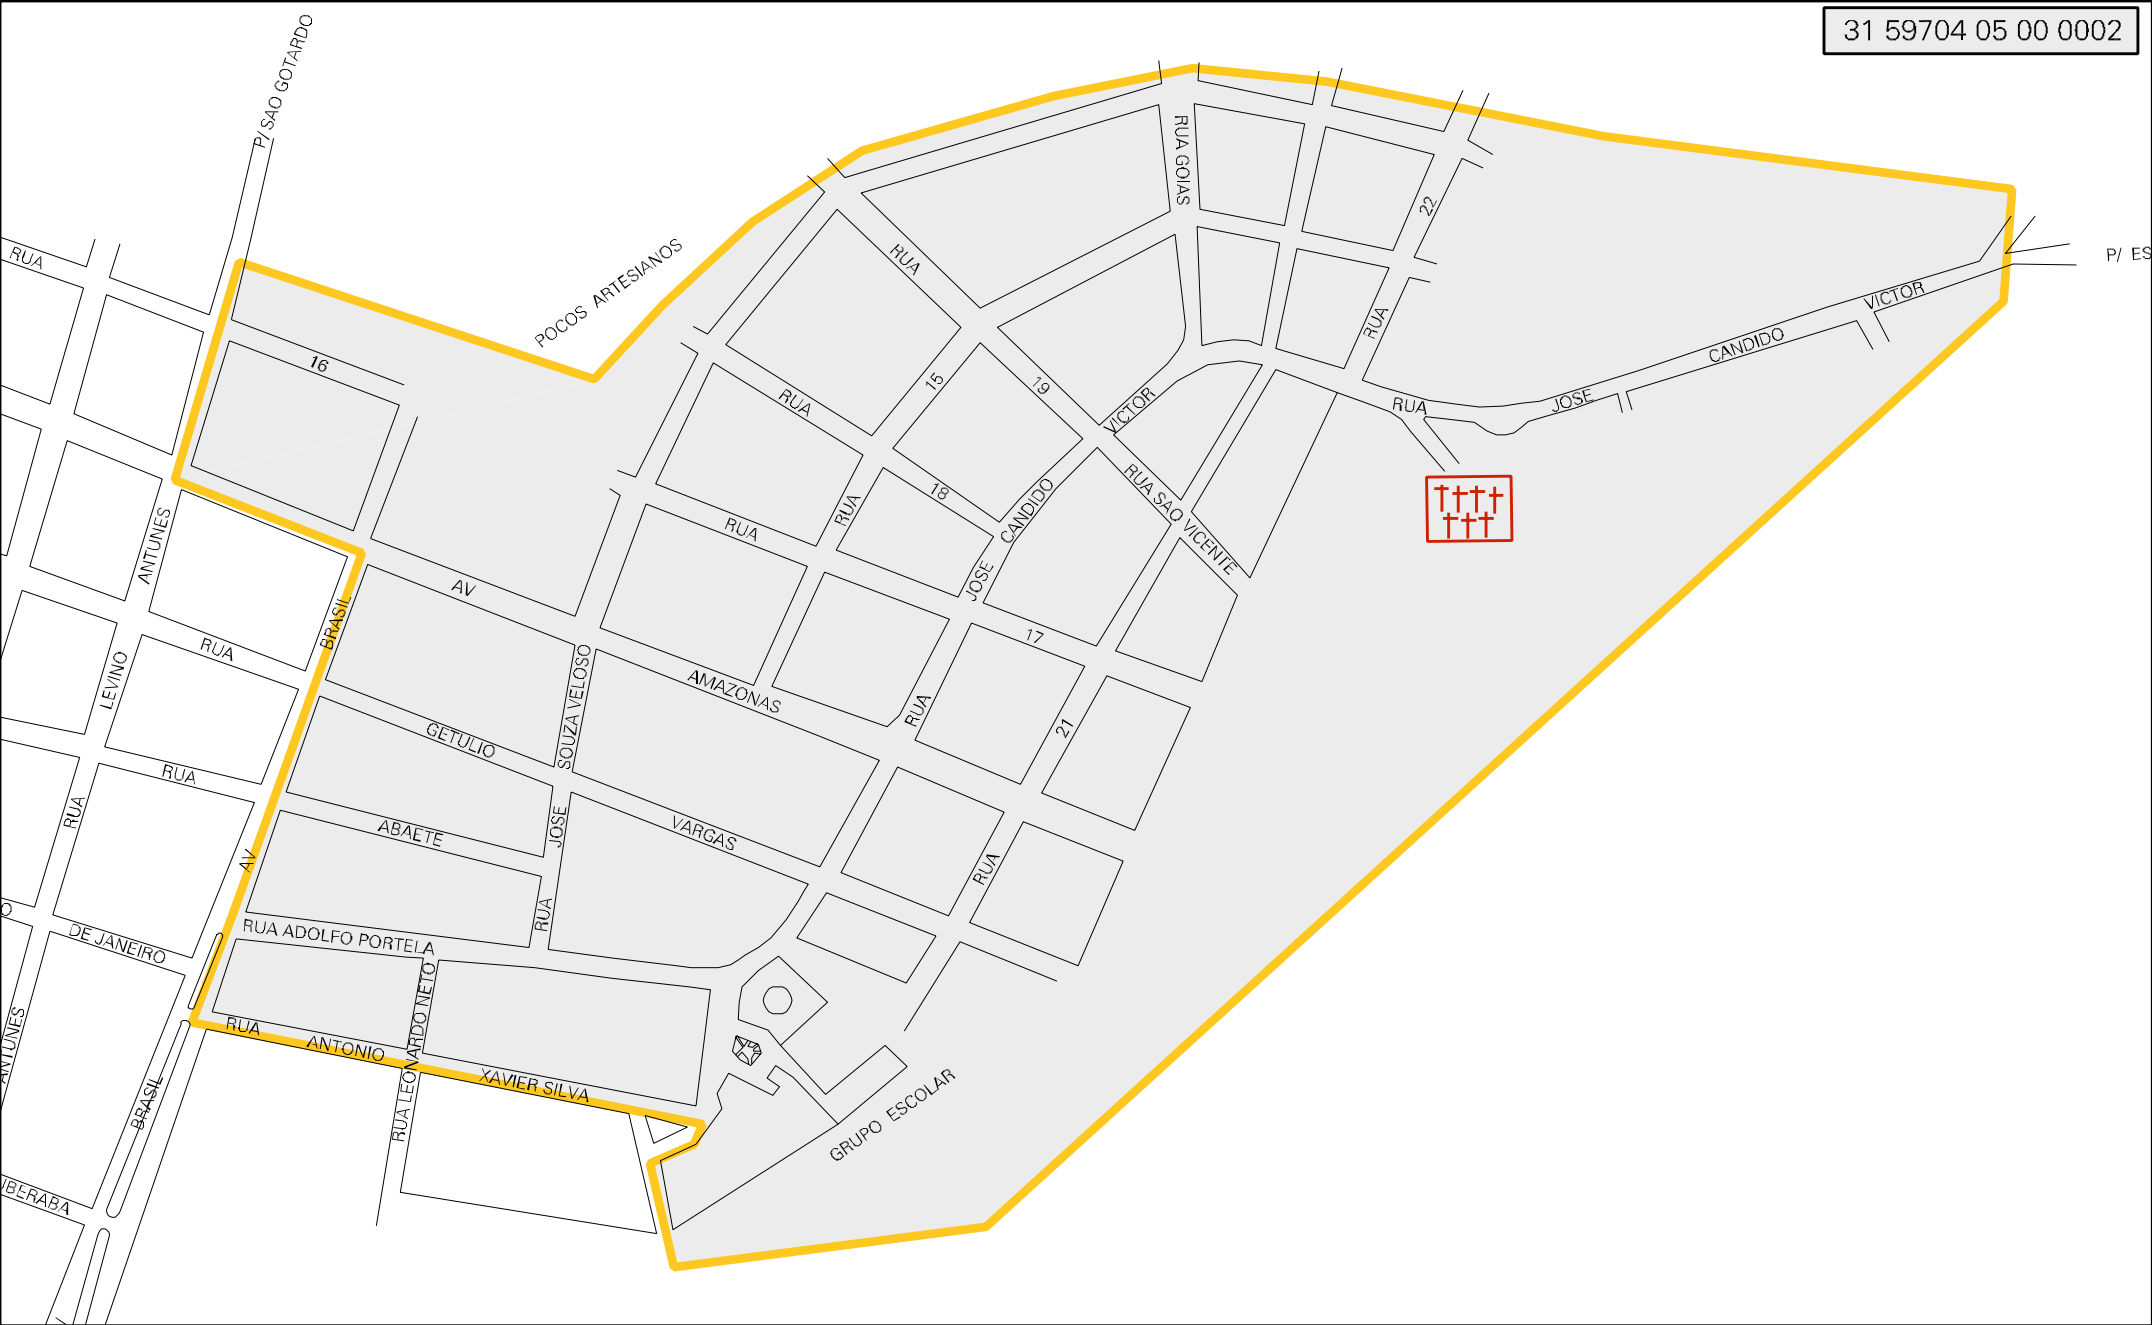 31 59704 05 00 0002
P/ SAO GOTARDO
RUA
POCOS ARTESIANOS
RUA GOIAS
22
RUA
P/ ES
RUA
VICTOR
CANDIDO
JOSE
RUA
16
RUA
15
19
VICTOR
RUA
18
CANDIDO
JOSE
RUA SAO VICENTE
RUA
17
ANTUNES
LEVINO
RUA
RUA
RUA
BRASIL
AV
AV
AMAZONAS
SOUZA VELOSO
JOSE
RUA
GETULIO
VARGAS
RUA
21
RUA
ABAETE
RUA ADOLFO PORTELA
DE JANEIRO
O
ANTUNES
RUA
ANTONIO
XAVIER SILVA
RUA LEONARDO NETO
BRASIL
UBERABA
GRUPO ESCOLAR